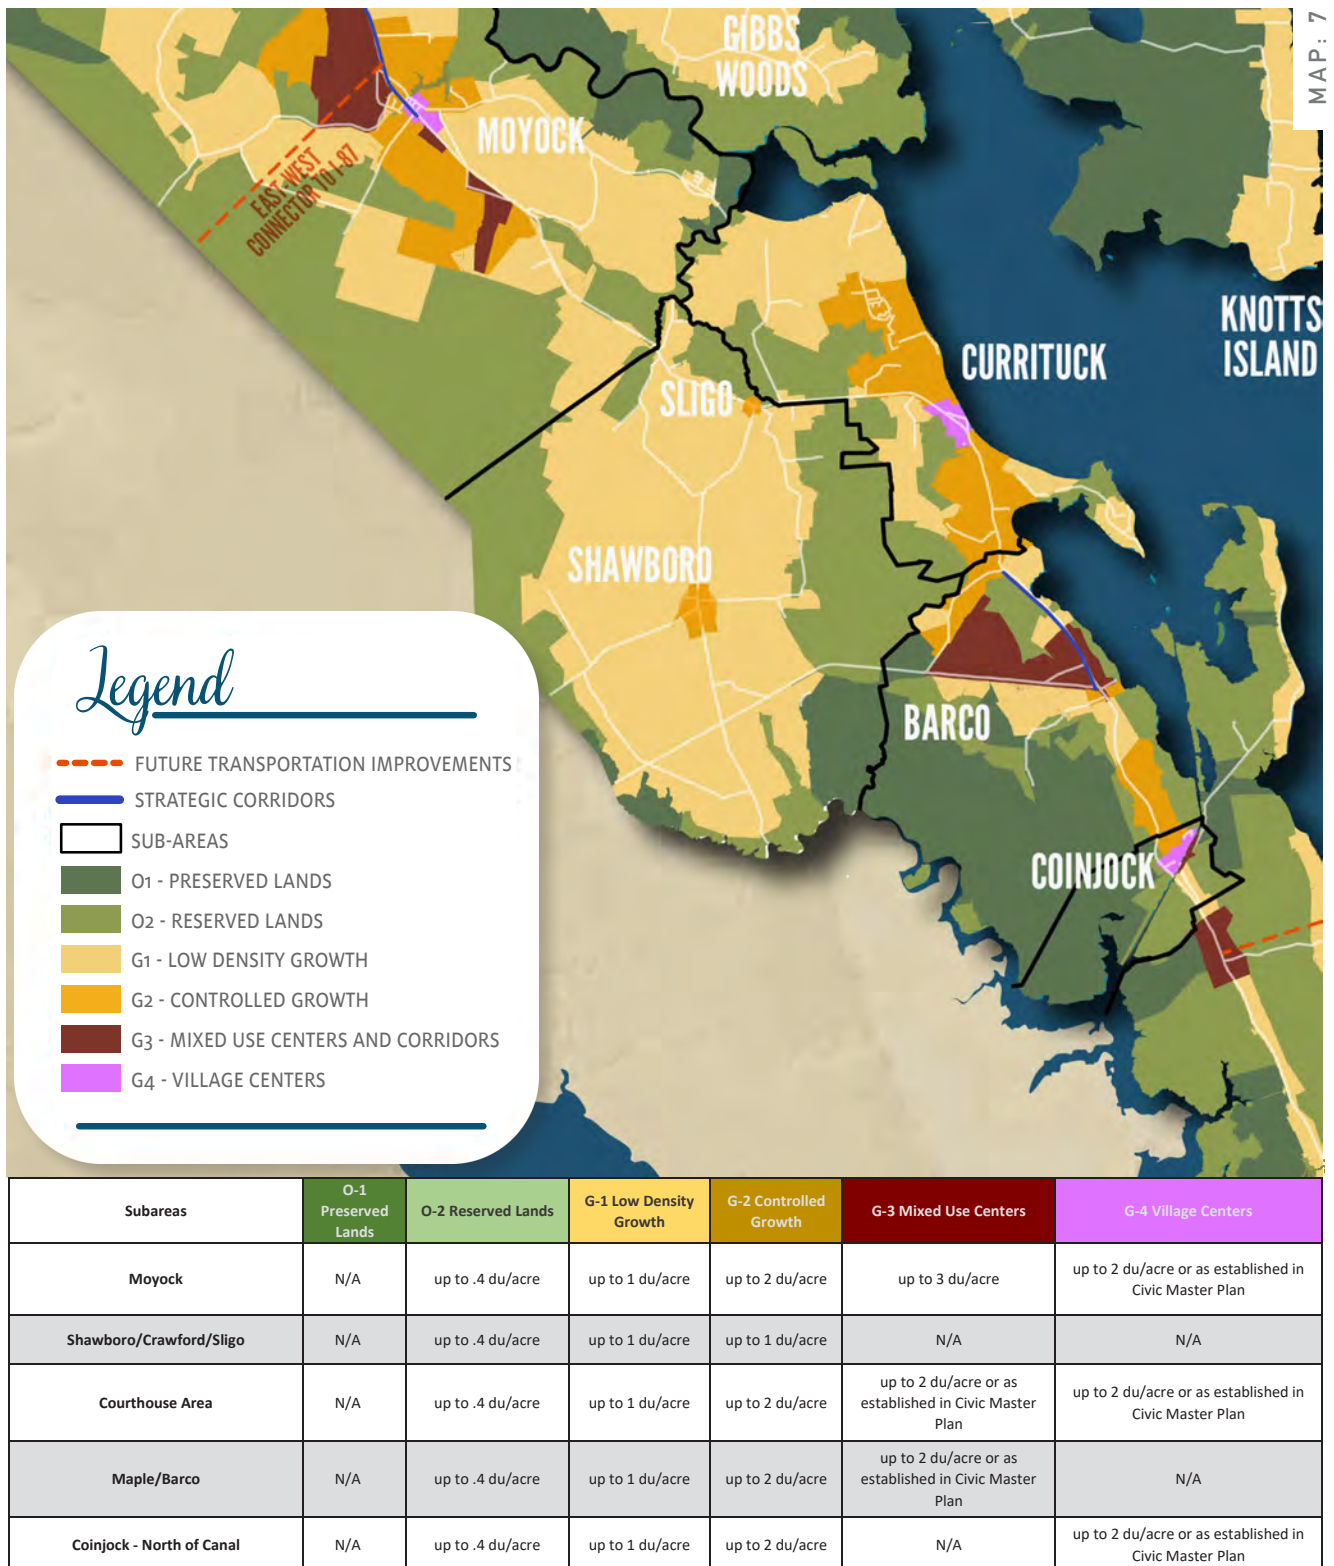 MAP: 7
GIBBS
WOODS
MOYOCK
EAST-WEST
CONNECTOR TO I-87
KNOTTS
ISLAND
CURRITUCK
SLIGO
SHAWBORO
BARCO
COINJOCK
Legend
FUTURE TRANSPORTATION IMPROVEMENTS
STRATEGIC CORRIDORS
SUB-AREAS
O1 - PRESERVED LANDS
O2 - RESERVED LANDS
G1 - LOW DENSITY GROWTH
G2 - CONTROLLED GROWTH
G3 - MIXED USE CENTERS AND CORRIDORS
G4 - VILLAGE CENTERS
Subareas
O-1
Preserved
Lands
O-2 Reserved Lands
G-1 Low Density
Growth
G-2 Controlled
Growth
G-3 Mixed Use Centers
G-4 Village Centers
Moyock
N/A
up to .4 du/acre
up to 1 du/acre
up to 2 du/acre
up to 3 du/acre
up to 2 du/acre or as established in
Civic Master Plan
Shawboro/Crawford/Sligo
N/A
up to .4 du/acre
up to 1 du/acre
up to 1 du/acre
N/A
N/A
Courthouse Area
N/A
up to .4 du/acre
up to 1 du/acre
up to 2 du/acre
up to 2 du/acre or as
established in Civic Master
Plan
up to 2 du/acre or as established in
Civic Master Plan
Maple/Barco
N/A
up to .4 du/acre
up to 1 du/acre
up to 2 du/acre
up to 2 du/acre or as
established in Civic Master
Plan
N/A
Coinjock - North of Canal
N/A
up to .4 du/acre
up to 1 du/acre
up to 2 du/acre
N/A
up to 2 du/acre or as established in
Civic Master Plan